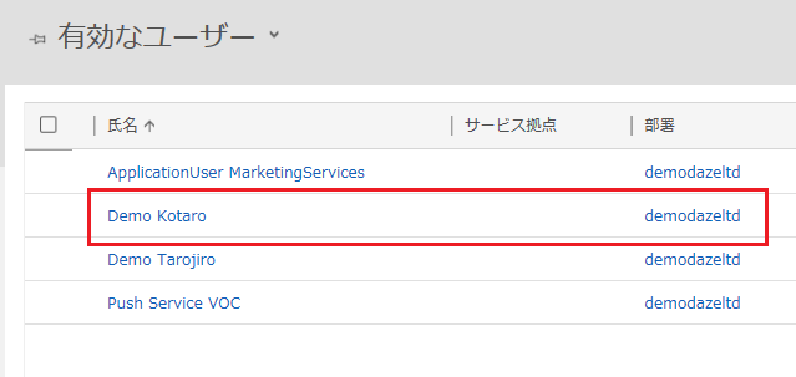 有効なユーザー
氏名 ↑ サービス拠点 部署
ApplicationUser MarketingServices demodazeltd
Demo Kotaro demodazeltd
Demo Tarojiro demodazeltd
Push Service VOC demodazeltd